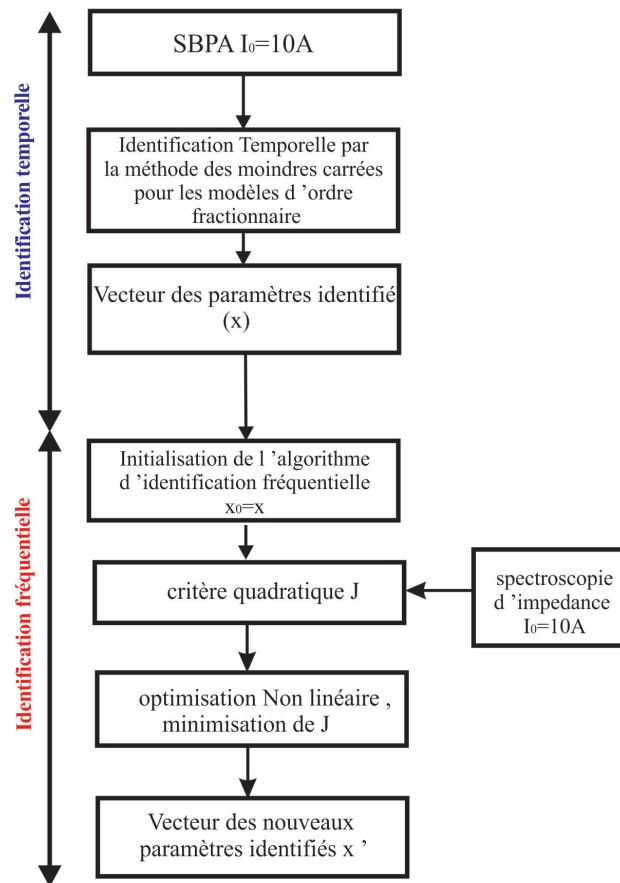 Identification temporelle
SBPA I₀=10A
Identification Temporelle par
la méthode des moindres carrées
pour les modèles d ’ordre
fractionnaire
Vecteur des paramètres identifié
(x)
Identification fréquentielle
Initialisation de l ’algorithme
d ’identification fréquentielle
x₀=x
critère quadratique J
spectroscopie
d ’impedance
I₀=10A
optimisation Non linéaire ,
minimisation de J
Vecteur des nouveaux
paramètres identifiés x ’